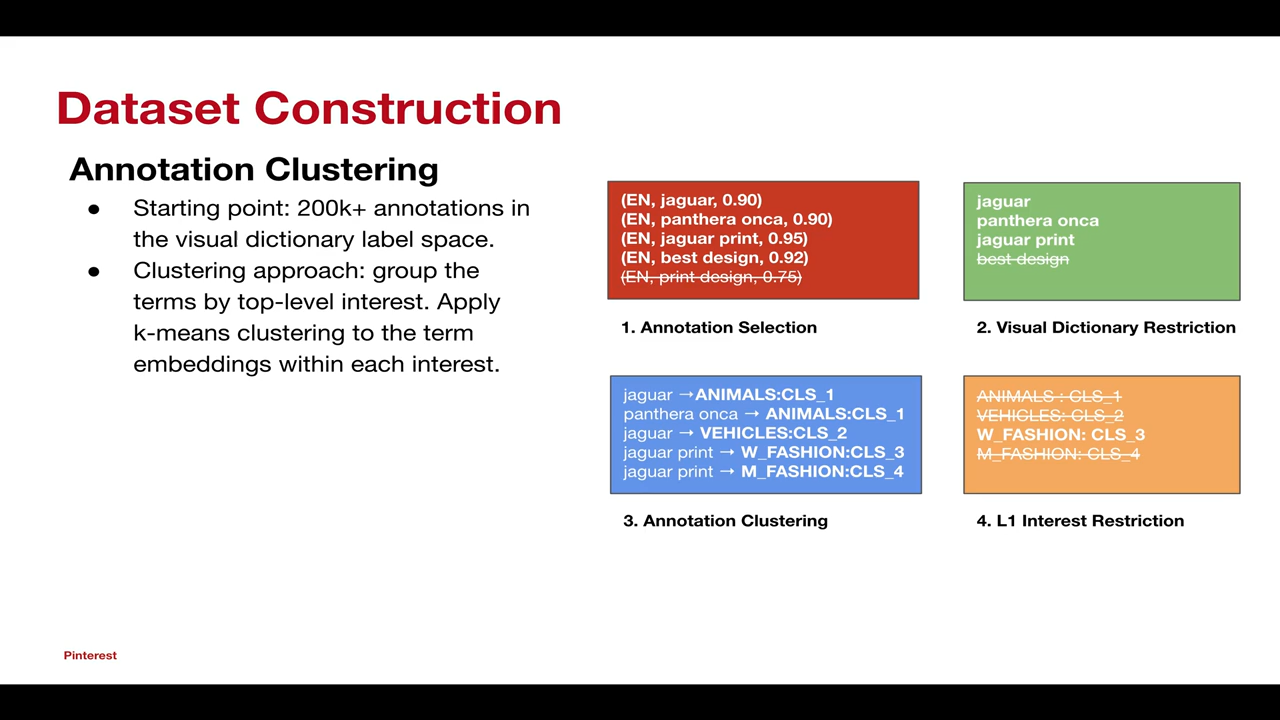 Dataset Construction
Annotation Clustering
● Starting point: 200k+ annotations in
the visual dictionary label space.
● Clustering approach: group the
terms by top-level interest. Apply
k-means clustering to the term
embeddings within each interest.
(EN, jaguar, 0.90)
(EN, panthera onca, 0.90)
(EN, jaguar print, 0.95)
(EN, best design, 0.92)
(EN, print design, 0.75)
1. Annotation Selection
jaguar
panthera onca
jaguar print
best design
2. Visual Dictionary Restriction
jaguar →ANIMALS:CLS_1
panthera onca → ANIMALS:CLS_1
jaguar → VEHICLES:CLS_2
jaguar print → W_FASHION:CLS_3
jaguar print → M_FASHION:CLS_4
3. Annotation Clustering
ANIMALS : CLS_1
VEHICLES: CLS_2
W_FASHION: CLS_3
M_FASHION: CLS_4
4. L1 Interest Restriction
Pinterest